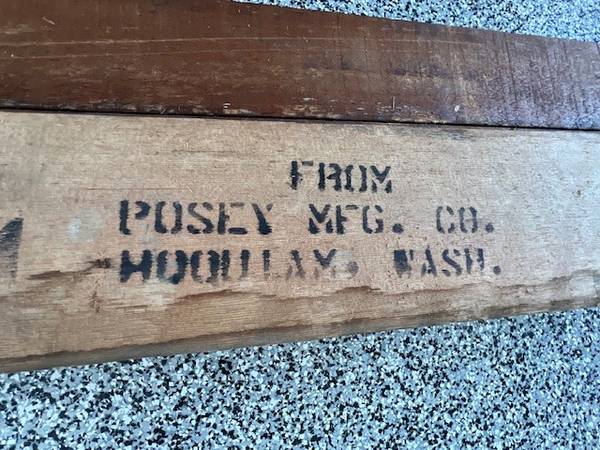 FROM
POSEY MFG. CO.
HOQUIAM, WASH.